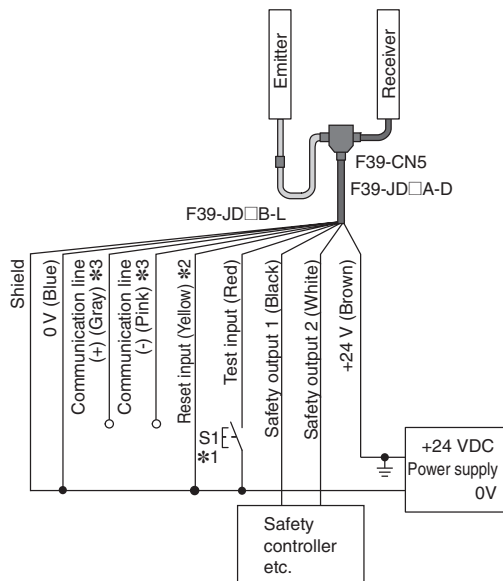 Emitter
Receiver
F39-CN5
F39-JD□A-D
F39-JD□B-L
Shield
0 V (Blue)
Communication line
(+) (Gray) *3
Communication line
(-) (Pink) *3
Reset input (Yellow) *2
Test input (Red)
Safety output 1 (Black)
Safety output 2 (White)
+24 V (Brown)
S1
*1
+24 VDC
Power supply
0V
Safety
controller
etc.